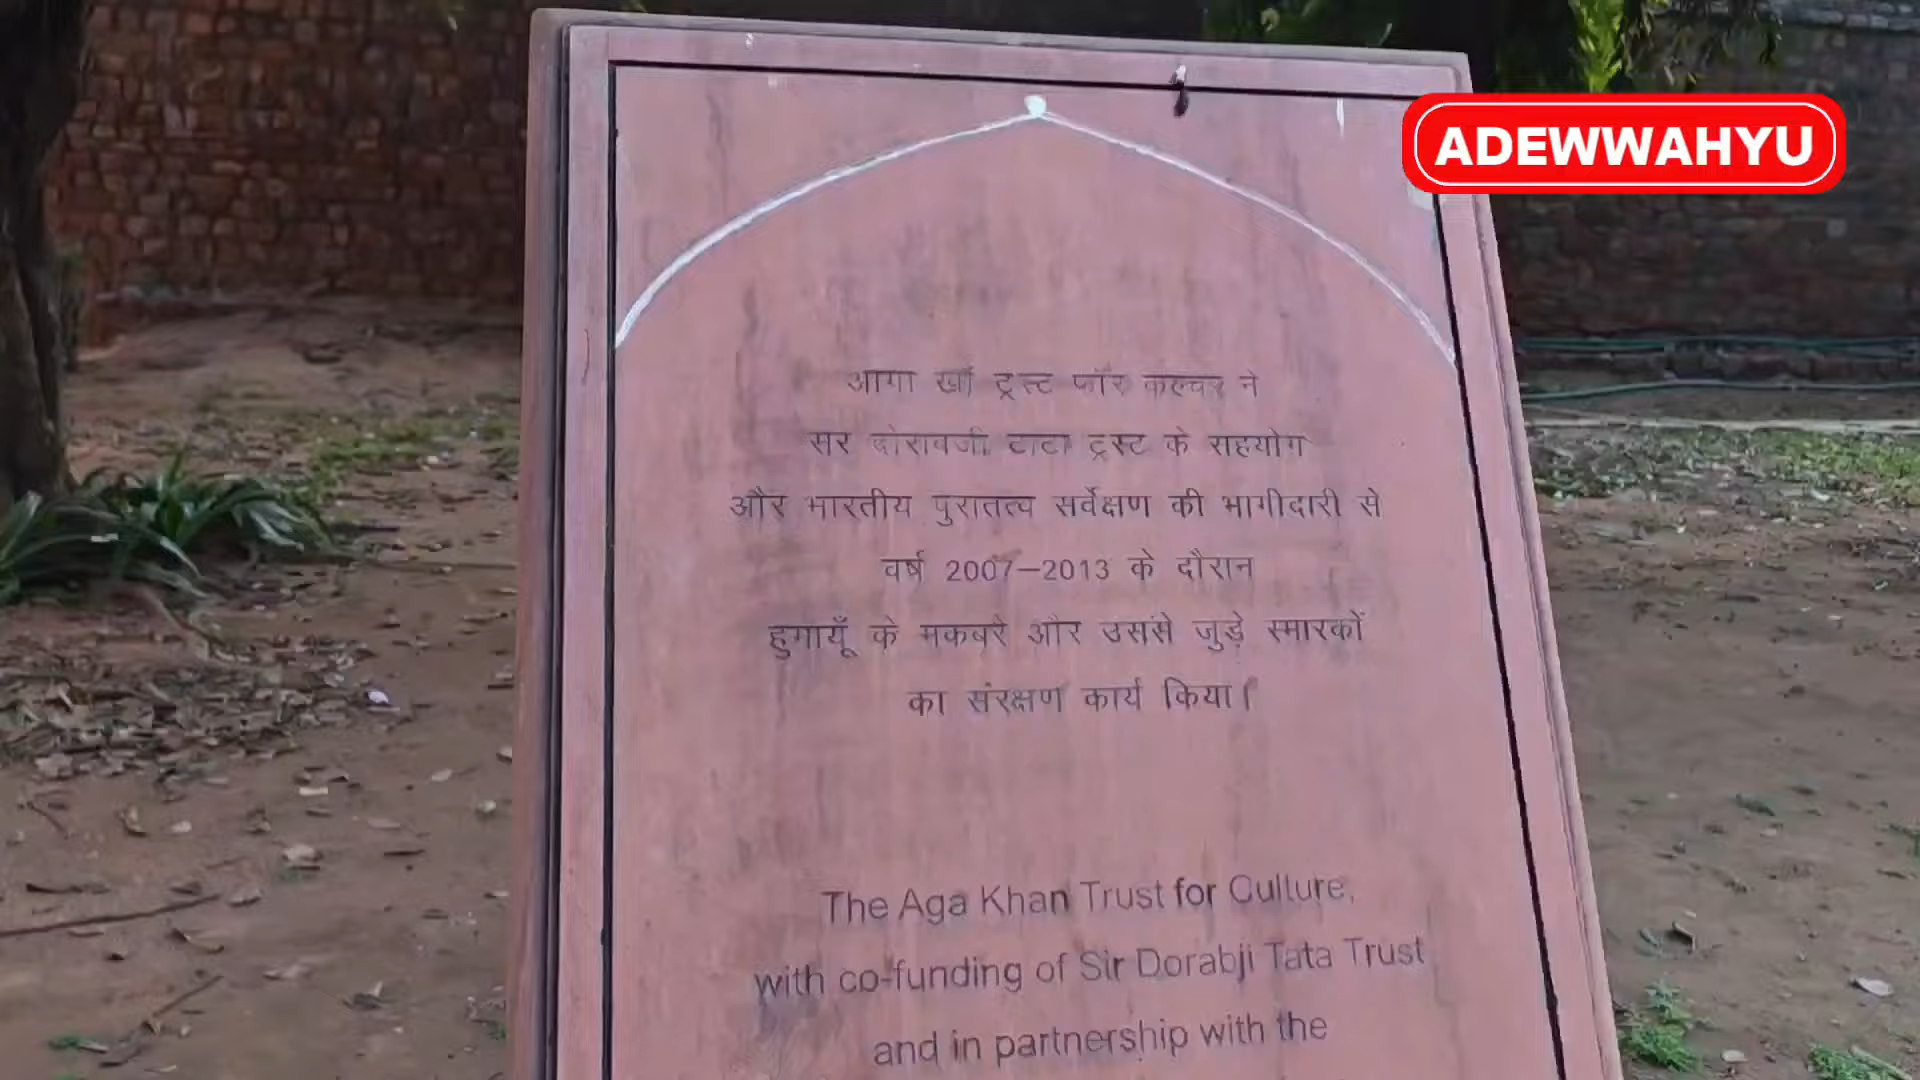 ADEWWAHYU
आगा खाँ ट्रस्ट फॉर कल्चर ने
सर दोराबजी टाटा ट्रस्ट के सहयोग
और भारतीय पुरातत्व सर्वेक्षण की भागीदारी से
वर्ष 2007–2013 के दौरान
हुमायूँ के मकबरे और उससे जुड़े स्मारकों
का संरक्षण कार्य किया।
The Aga Khan Trust for Culture,
with co-funding of Sir Dorabji Tata Trust
and in partnership with the